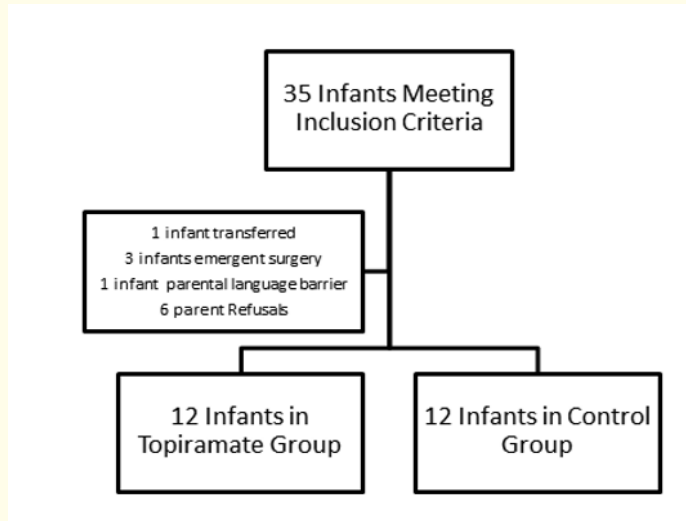 35 Infants Meeting
Inclusion Criteria
1 infant transferred
3 infants emergent surgery
1 infant parental language barrier
6 parent Refusals
12 Infants in
Topiramate Group
12 Infants in Control
Group